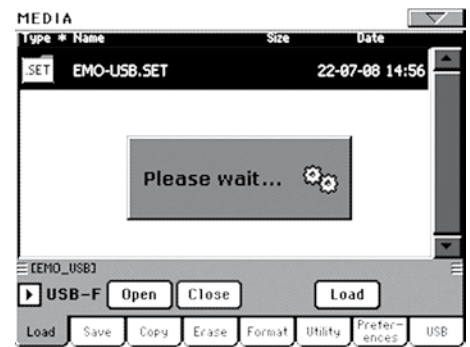 MEDIA
Type * Name Size Date
.SET EMO-USB.SET 22-07-08 14:56
Please wait...
[EMO_USB]
USB-F Open Close Load
Load Save Copy Erase Format Utility Prefer-ences USB